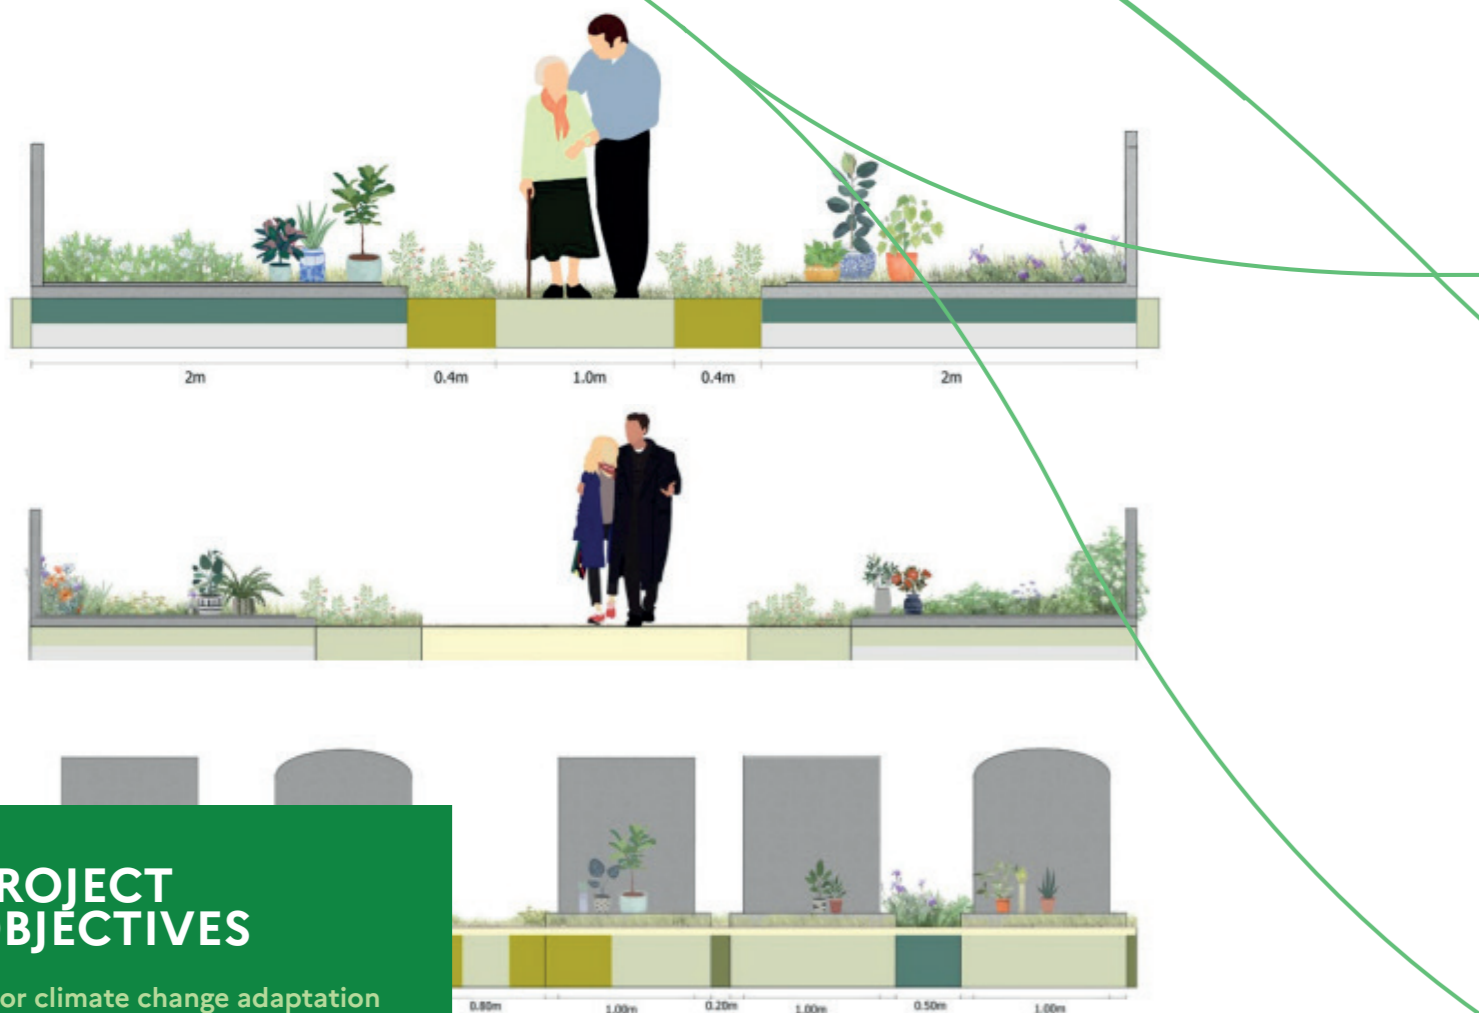 2m 0.4m 1.0m 0.4m 2m
ROJECT
BJECTIVES
or climate change adaptation
0.80m 1.00m 0.20m 1.00m 0.50m 1.00m